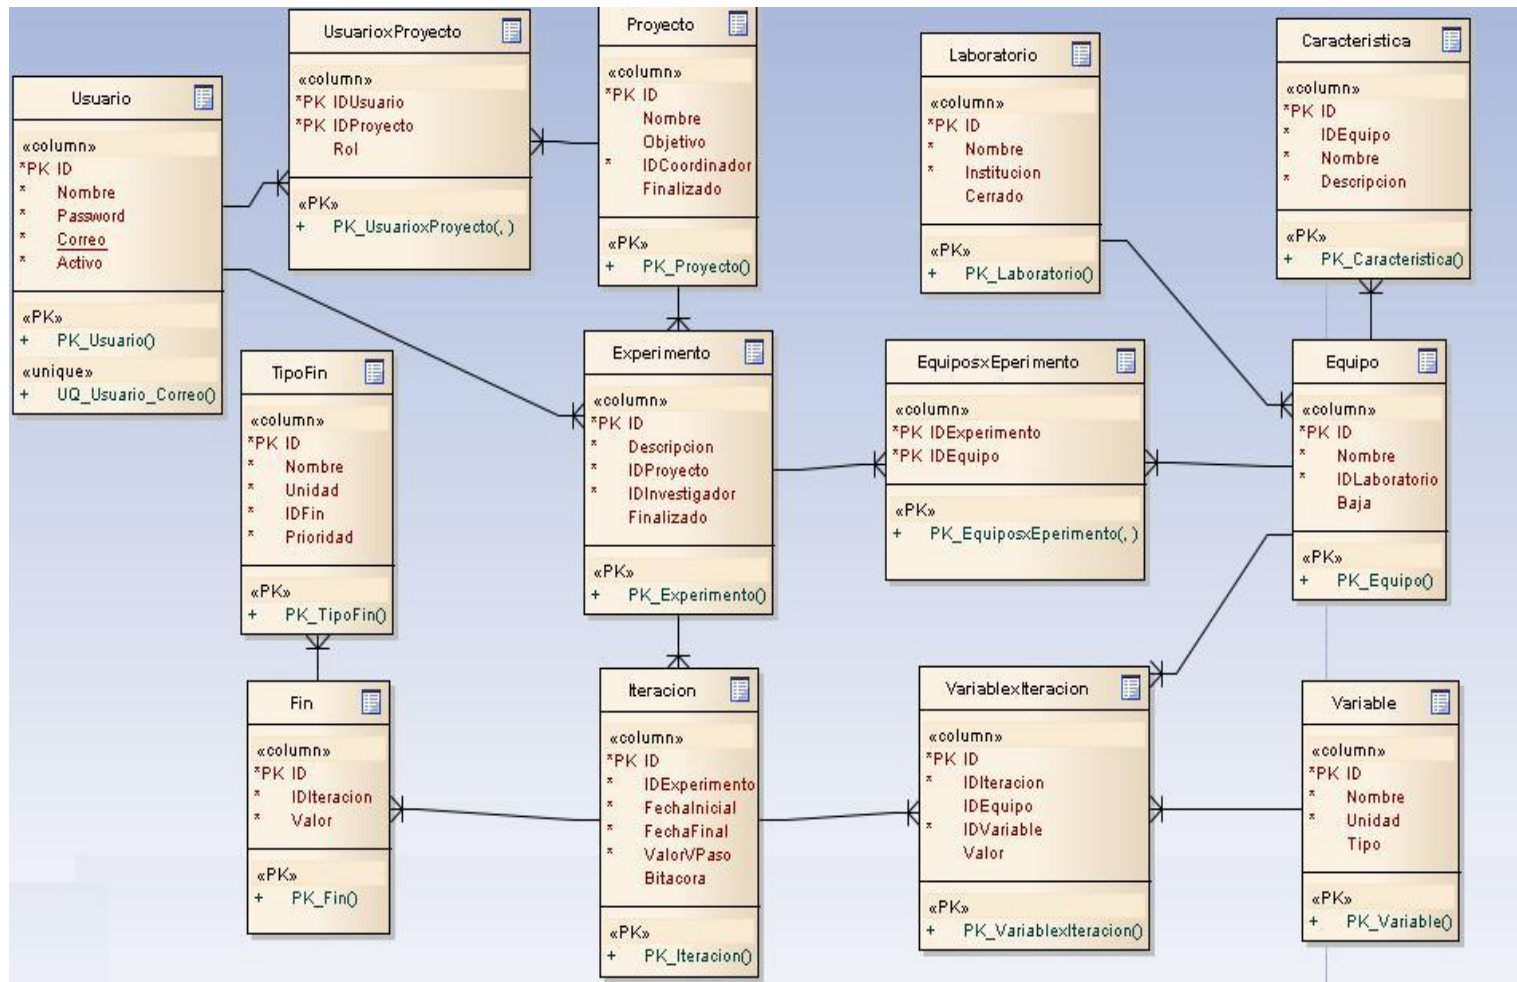 Usuario
«column»
*PK ID
* Nombre
* Password
* Correo
* Activo
«PK»
+ PK_Usuario()
«unique»
+ UQ_Usuario_Correo()
UsuarioxProyecto
«column»
*PK IDUsuario
*PK IDProyecto
Rol
«PK»
+ PK_UsuarioxProyecto(, )
Proyecto
«column»
*PK ID
Nombre
Objetivo
* IDCoordinador
Finalizado
«PK»
+ PK_Proyecto()
Laboratorio
«column»
*PK ID
* Nombre
* Institucion
Cerrado
«PK»
+ PK_Laboratorio()
Caracteristica
«column»
*PK ID
* IDEquipo
* Nombre
* Descripcion
«PK»
+ PK_Caracteristica()
TipoFin
«column»
*PK ID
* Nombre
* Unidad
* IDFin
* Prioridad
«PK»
+ PK_TipoFin()
Experimento
«column»
*PK ID
* Descripcion
* IDProyecto
* IDInvestigador
Finalizado
«PK»
+ PK_Experimento()
EquiposxEperimento
«column»
*PK IDExperimento
*PK IDEquipo
«PK»
+ PK_EquiposxEperimento(, )
Equipo
«column»
*PK ID
* Nombre
* IDLaboratorio
Baja
«PK»
+ PK_Equipo()
Fin
«column»
*PK ID
* IDIteracion
* Valor
«PK»
+ PK_Fin()
Iteracion
«column»
*PK ID
* IDExperimento
* FechaInicial
* FechaFinal
* ValorVPaso
Bitacora
«PK»
+ PK_Iteracion()
VariablexIteracion
«column»
*PK ID
* IDIteracion
IDEquipo
* IDVariable
Valor
«PK»
+ PK_VariablexIteracion()
Variable
«column»
*PK ID
* Nombre
* Unidad
Tipo
«PK»
+ PK_Variable()